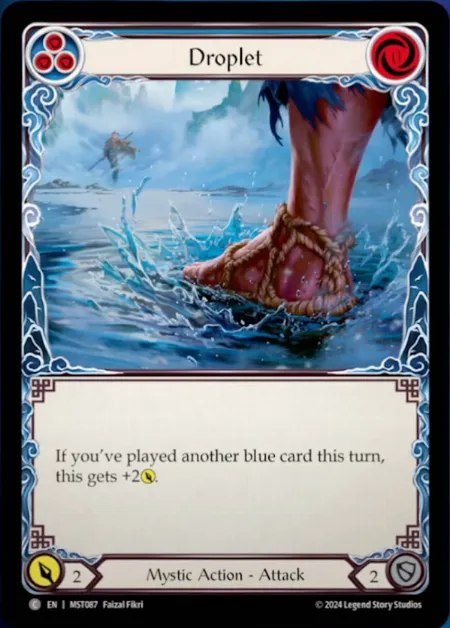 Droplet
If you've played another blue card this turn,
this gets +2.
2
Mystic Action - Attack
2
C EN | MST087 Faizal Fikri
© 2024 Legend Story Studios